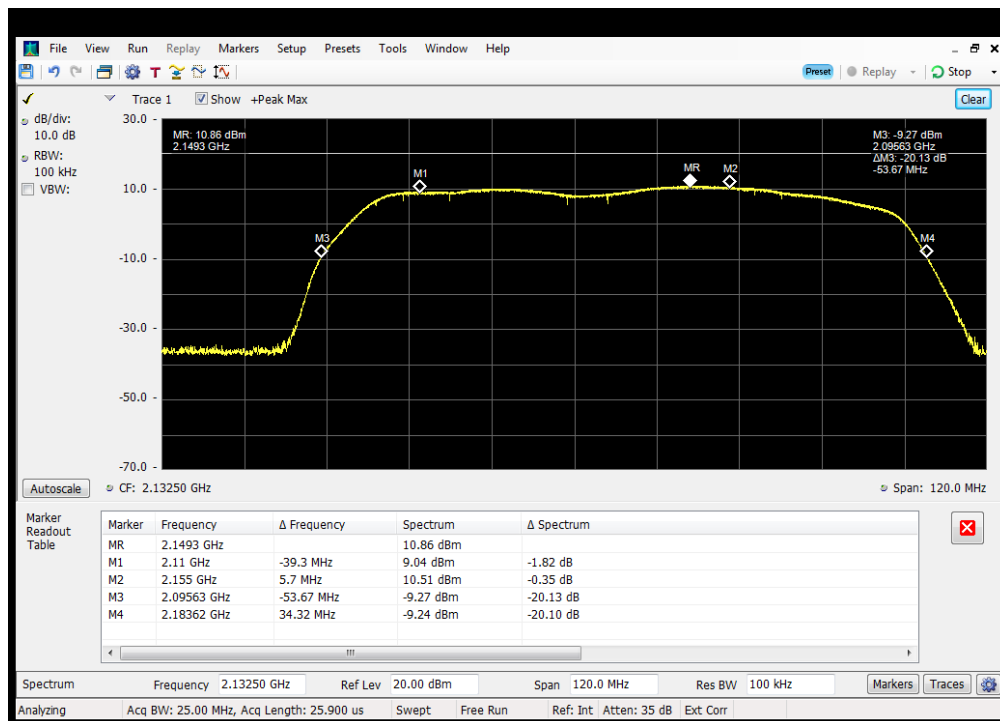 File View Run Replay Markers Setup Presets Tools Window Help
T Preset Replay Stop
Trace 1 Show +Peak Max Clear
dB/div:
10.0 dB
RBW:
100 kHz
VBW:
30.0
10.0
-10.0
-30.0
-50.0
-70.0
MR: 10.86 dBm
2.1493 GHz
M3: -9.27 dBm
2.09563 GHz
ΔM3: -20.13 dB
-53.67 MHz
M1
MR
M2
M3
M4
Autoscale CF: 2.13250 GHz Span: 120.0 MHz
Marker
Readout
Table
Marker Frequency Δ Frequency Spectrum Δ Spectrum
MR 2.1493 GHz 10.86 dBm
M1 2.11 GHz -39.3 MHz 9.04 dBm -1.82 dB
M2 2.155 GHz 5.7 MHz 10.51 dBm -0.35 dB
M3 2.09563 GHz -53.67 MHz -9.27 dBm -20.13 dB
M4 2.18362 GHz 34.32 MHz -9.24 dBm -20.10 dB
Spectrum Frequency 2.13250 GHz Ref Lev 20.00 dBm Span 120.0 MHz Res BW 100 kHz Markers Traces
Analyzing Acq BW: 25.00 MHz, Acq Length: 25.900 us Swept Free Run Ref: Int Atten: 35 dB Ext Corr